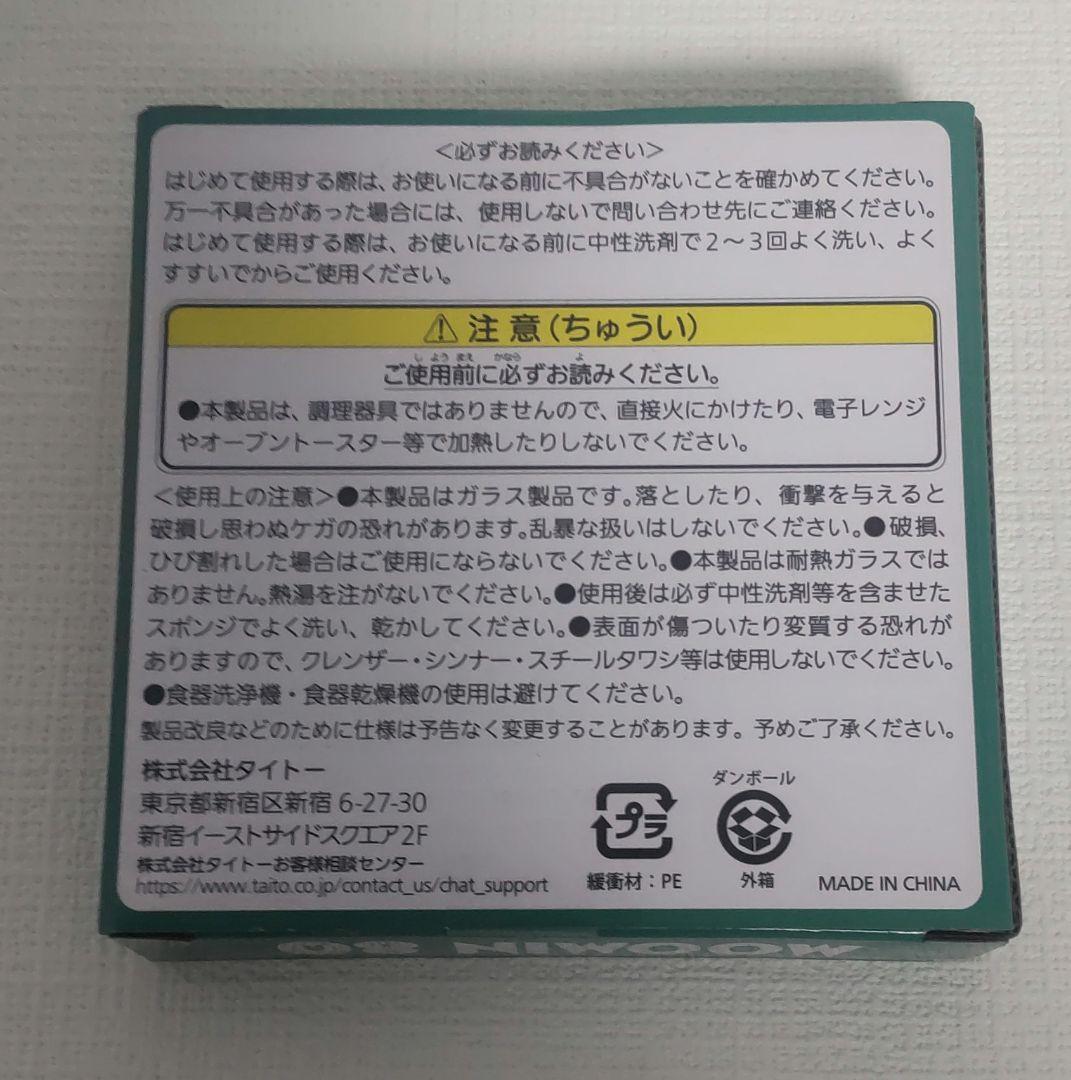 ＜必ずお読みください＞
はじめて使用する際は、お使いになる前に不具合がないことを確かめてください。
万一不具合があった場合には、使用しないで問い合わせ先にご連絡ください。
はじめて使用する際は、お使いになる前に中性洗剤で2～3回よく洗い、よく
すすいでからご使用ください。
⚠注意(ちゅうい)
しよう まえ かなら よ
ご使用前に必ずお読みください。
●本製品は、調理器具ではありませんので、直接火にかけたり、電子レンジ
やオーブントースター等で加熱したりしないでください。
＜使用上の注意＞●本製品はガラス製品です。落としたり、衝撃を与えると
破損し思わぬケガの恐れがあります。乱暴な扱いはしないでください。●破損、
ひび割れした場合はご使用にならないでください。●本製品は耐熱ガラスでは
ありません。熱湯を注がないでください。●使用後は必ず中性洗剤等を含ませた
スポンジでよく洗い、乾かしてください。●表面が傷ついたり変質する恐れが
ありますので、クレンザー・シンナー・スチールタワシ等は使用しないでください。
●食器洗浄機・食器乾燥機の使用は避けてください。
製品改良などのために仕様は予告なく変更することがあります。予めご了承ください。
株式会社タイトー
東京都新宿区新宿 6-27-30
新宿イーストサイドスクエア2F
株式会社タイトーお客様相談センター
https://www.taito.co.jp/contact_us/chat_support
プラ
緩衝材：PE
ダンボール
外箱
MADE IN CHINA
MOOMIN